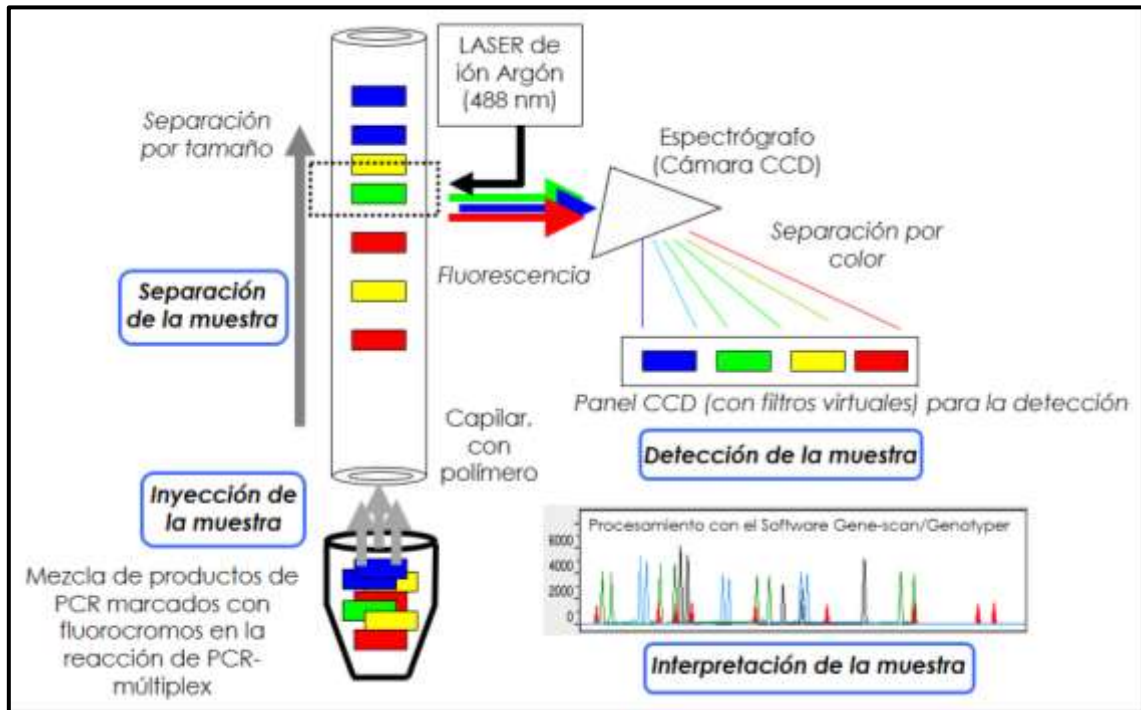 LASER de
ión Argón
(488 nm)
Separación
por tamaño
Espectrógrafo
(Cámara CCD)
Separación por
color
Fluorescencia
Separación
de la muestra
Panel CCD (con filtros virtuales) para la detección
Capilar.
con
polímero
Detección de la muestra
Inyección de
la muestra
Mezcla de productos de
PCR marcados con
fluorocromos en la
reacción de PCR-
múltiplex
Procesamiento con el Software Gene-scan/Genotyper
6000
4000
2000
0
Interpretación de la muestra